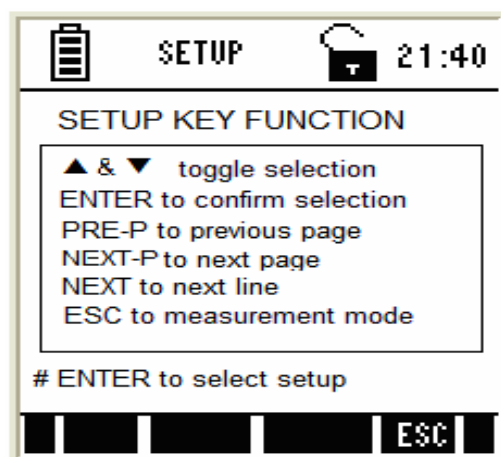 SETUP 21:40
SETUP KEY FUNCTION
▲ & ▼ toggle selection
ENTER to confirm selection
PRE-P to previous page
NEXT-P to next page
NEXT to next line
ESC to measurement mode
# ENTER to select setup
ESC